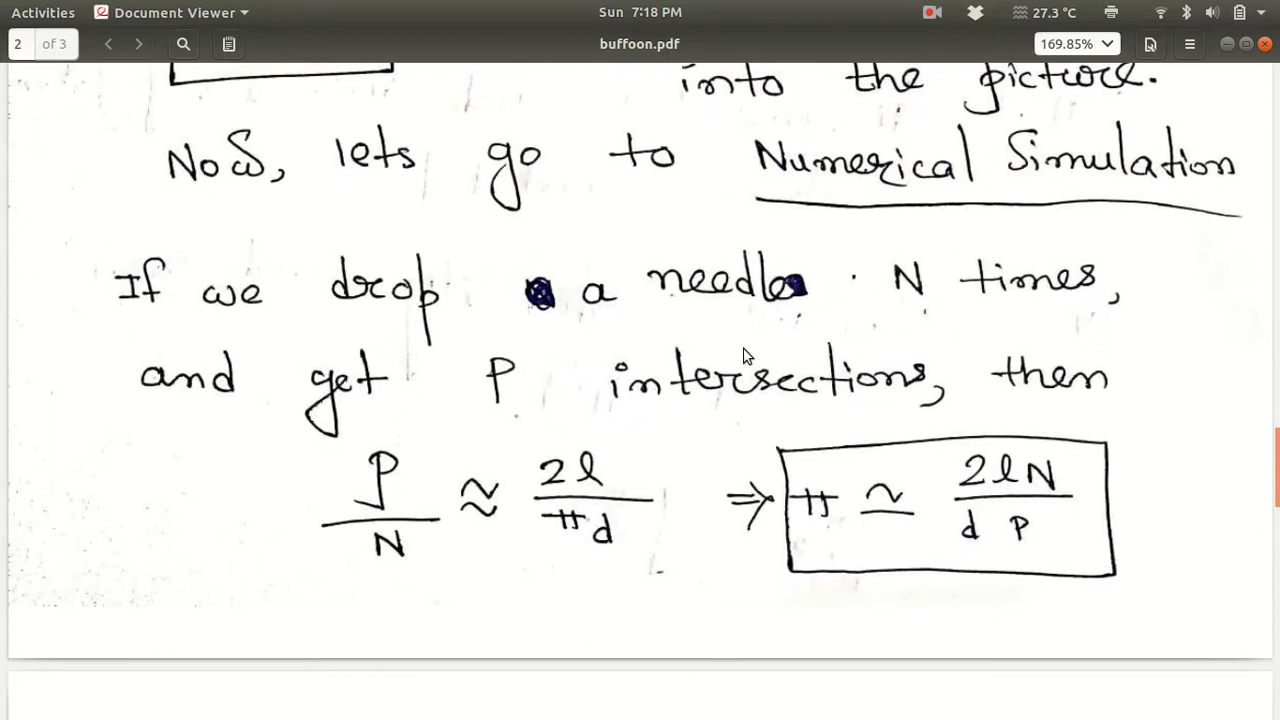 Activities Document Viewer Sun 7:18 PM 27.3 °C
2 of 3 buffoon.pdf 169.85%
into the picture.
Now, lets go to Numerical Simulation
If we drop a needle N times,
and get P intersections, then
P/N ≈ 2l/πd ⇒ π ≃ 2lN/d P